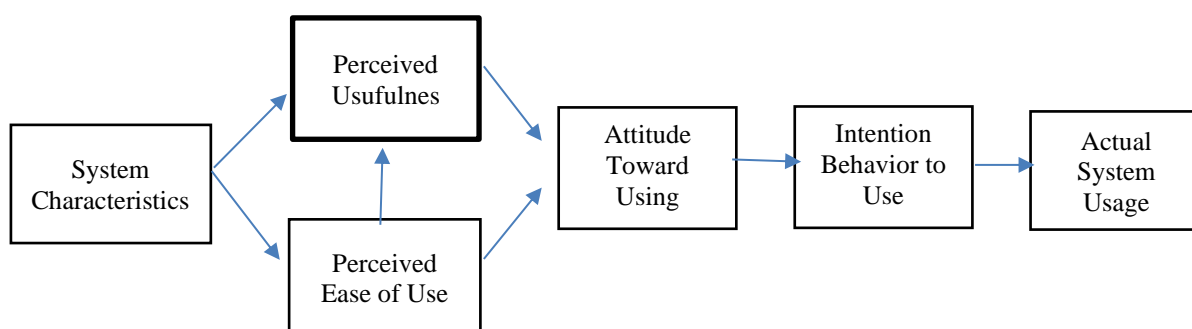 System
Characteristics
Perceived
Usufulnes
Perceived
Ease of Use
Attitude
Toward
Using
Intention
Behavior to
Use
Actual
System
Usage